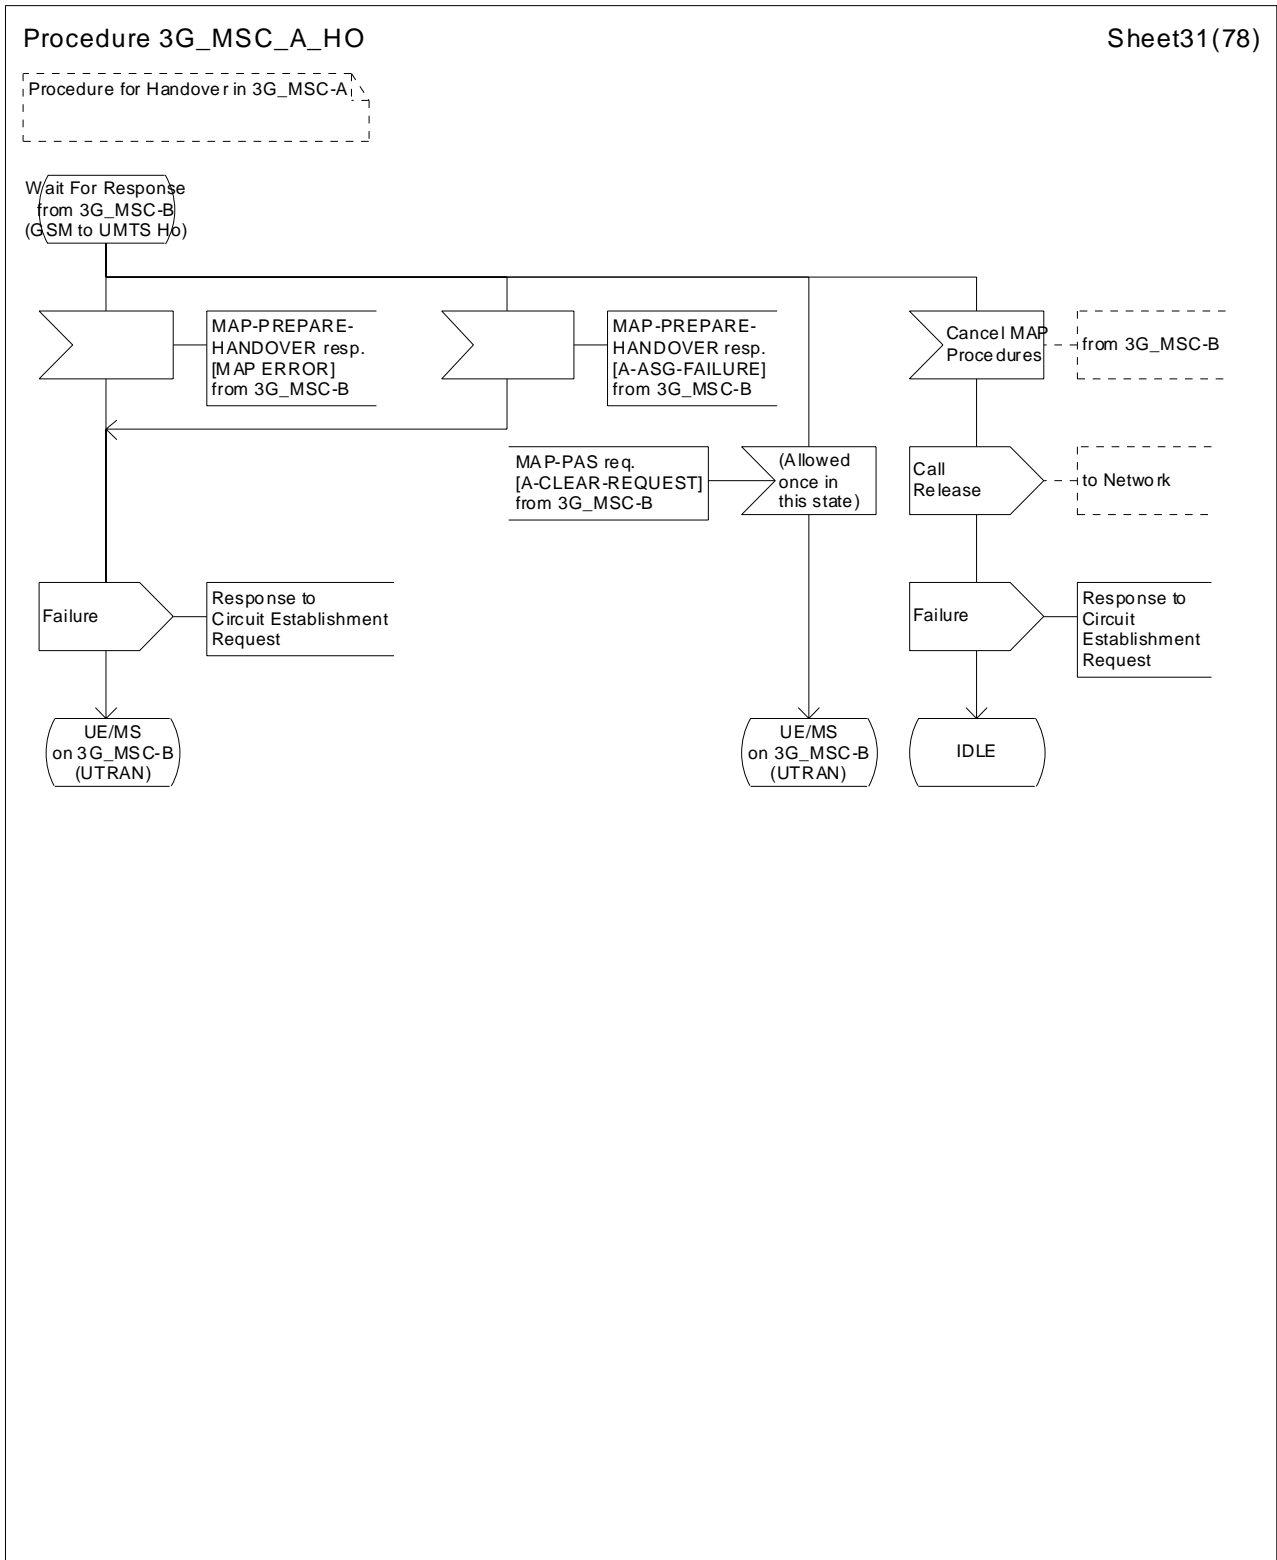 Procedure 3G_MSC_A_HO
Sheet31(78)
Procedure for Handover in 3G_MSC-A
Wait For Response
from 3G_MSC-B
(GSM to UMTS Ho)
MAP-PREPARE-
HANDOVER resp.
[MAP ERROR]
from 3G_MSC-B
MAP-PREPARE-
HANDOVER resp.
[A-ASG-FAILURE]
from 3G_MSC-B
Cancel MAP
Procedures
from 3G_MSC-B
MAP-PAS req.
[A-CLEAR-REQUEST]
from 3G_MSC-B
(Allowed
once in
this state)
Call
Release
to Network
Failure
Response to
Circuit Establishment
Request
Failure
Response to
Circuit
Establishment
Request
UE/MS
on 3G_MSC-B
(UTRAN)
UE/MS
on 3G_MSC-B
(UTRAN)
IDLE